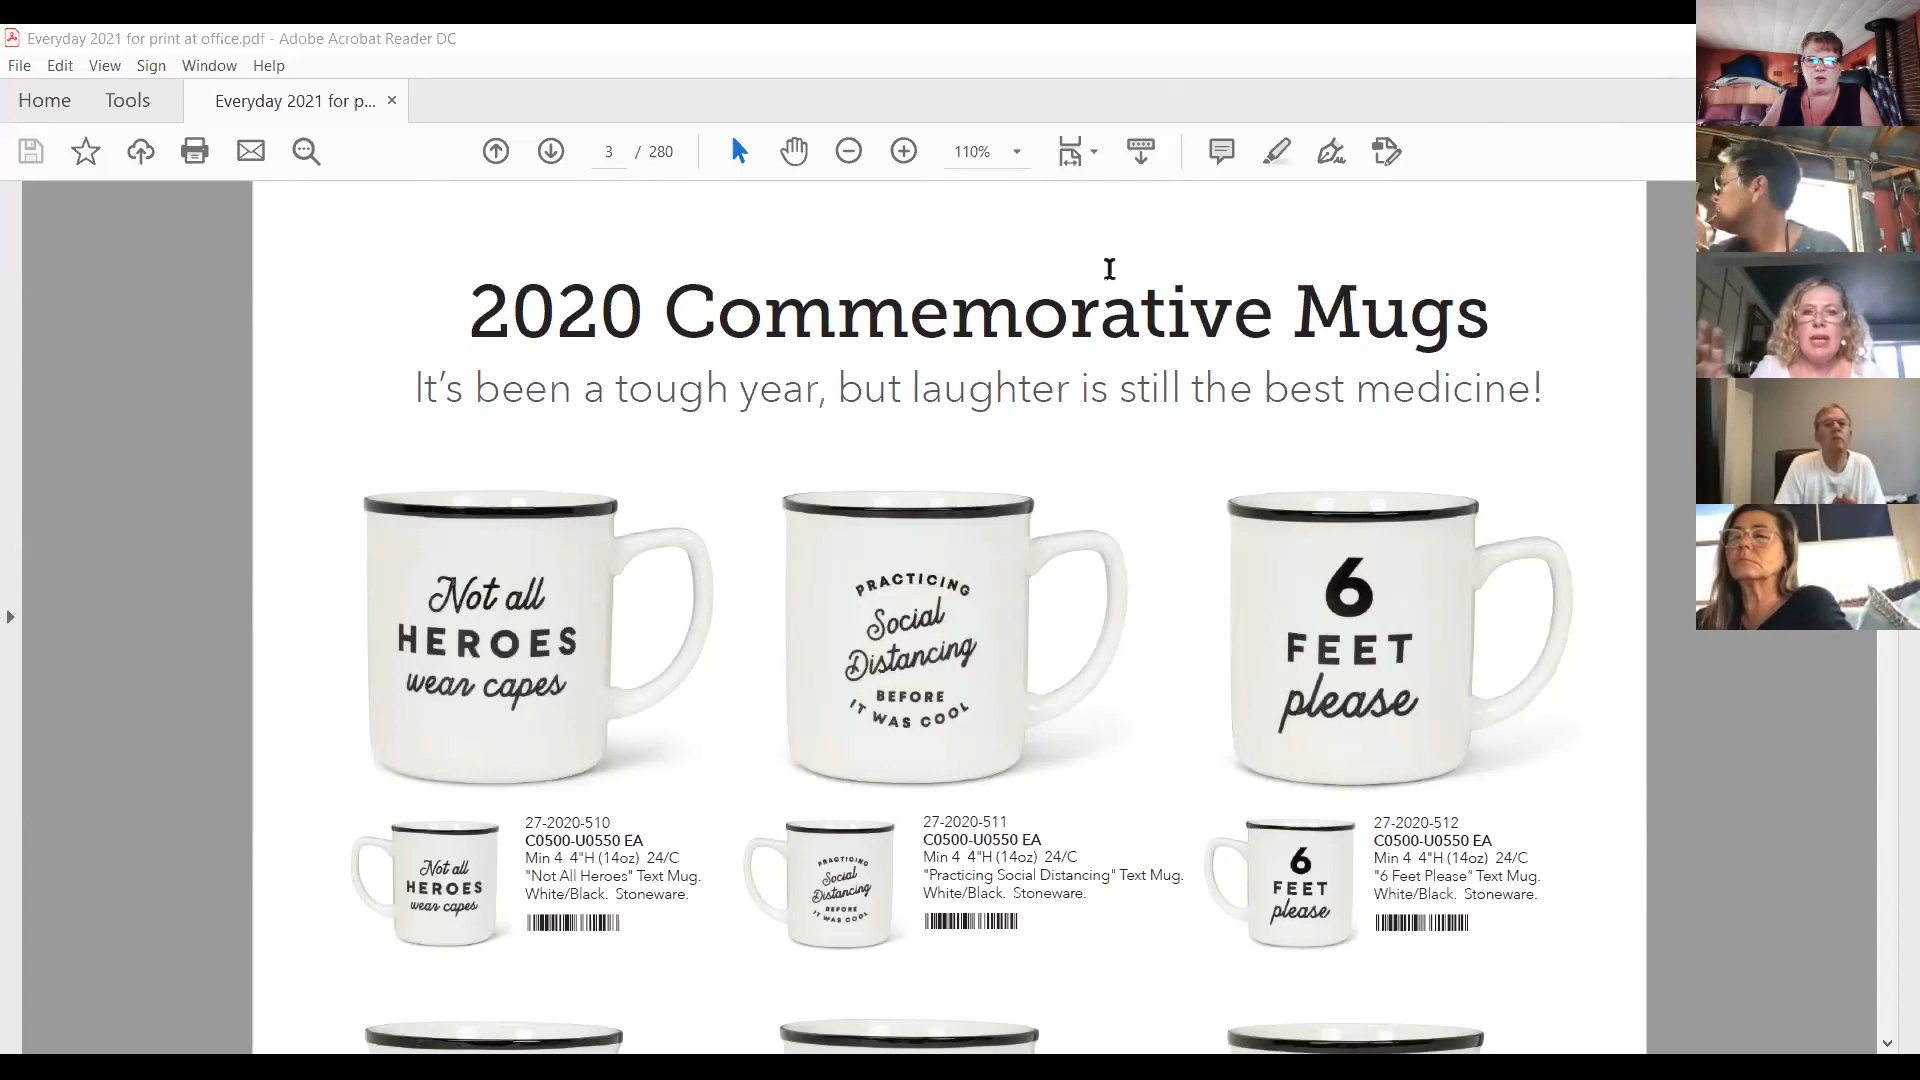 Everyday 2021 for print at office.pdf - Adobe Acrobat Reader DC
File Edit View Sign Window Help
Home Tools Everyday 2021 for p... ×
3 / 280 110%
2020 Commemorative Mugs
It's been a tough year, but laughter is still the best medicine!
Not all
HEROES
wear capes
PRACTICING
Social
Distancing
BEFORE
IT WAS COOL
6
FEET
please
Not all
HEROES
wear capes
27-2020-510
C0500-U0550 EA
Min 4 4"H (14oz) 24/C
"Not All Heroes" Text Mug.
White/Black. Stoneware.
PRACTICING
Social
Distancing
BEFORE
IT WAS COOL
27-2020-511
C0500-U0550 EA
Min 4 4"H (14oz) 24/C
"Practicing Social Distancing" Text Mug.
White/Black. Stoneware.
6
FEET
please
27-2020-512
C0500-U0550 EA
Min 4 4"H (14oz) 24/C
"6 Feet Please" Text Mug.
White/Black. Stoneware.